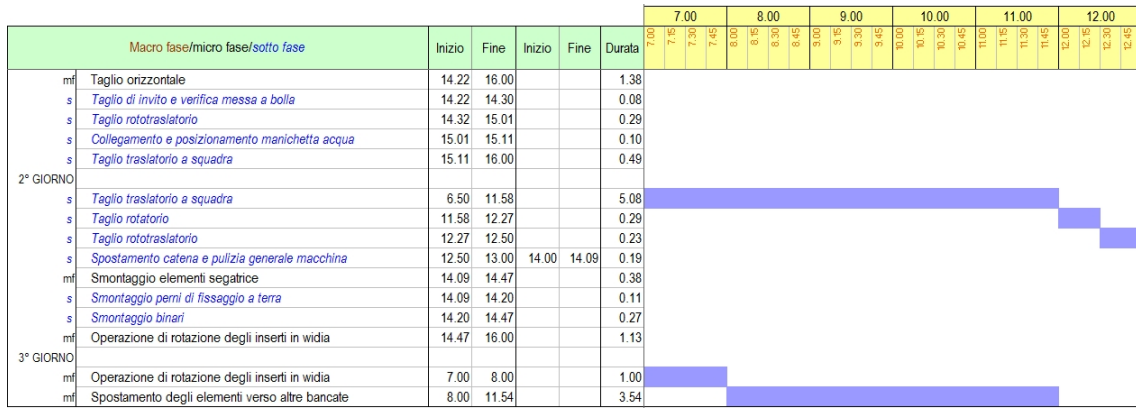 7.00 8.00 9.00 10.00 11.00 12.00
Macro fase/micro fase/sotto fase Inizio Fine Inizio Fine Durata 7.00 7.15 7.30 7.45 8.00 8.15 8.30 8.45 9.00 9.15 9.30 9.45 10.00 10.15 10.30 10.45 11.00 11.15 11.30 11.45 12.00 12.15 12.30 12.45
mf Taglio orizzontale 14.22 16.00 1.38
s Taglio di invito e verifica messa a bolla 14.22 14.30 0.08
s Taglio rototraslatorio 14.32 15.01 0.29
s Collegamento e posizionamento manichetta acqua 15.01 15.11 0.10
s Taglio traslatorio a squadra 15.11 16.00 0.49
2° GIORNO
s Taglio traslatorio a squadra 6.50 11.58 5.08
s Taglio rotatorio 11.58 12.27 0.29
s Taglio rototraslatorio 12.27 12.50 0.23
s Spostamento catena e pulizia generale macchina 12.50 13.00 14.00 14.09 0.19
mf Smontaggio elementi segatrice 14.09 14.47 0.38
s Smontaggio perni di fissaggio a terra 14.09 14.20 0.11
s Smontaggio binari 14.20 14.47 0.27
mf Operazione di rotazione degli inserti in widia 14.47 16.00 1.13
3° GIORNO
mf Operazione di rotazione degli inserti in widia 7.00 8.00 1.00
mf Spostamento degli elementi verso altre bancate 8.00 11.54 3.54